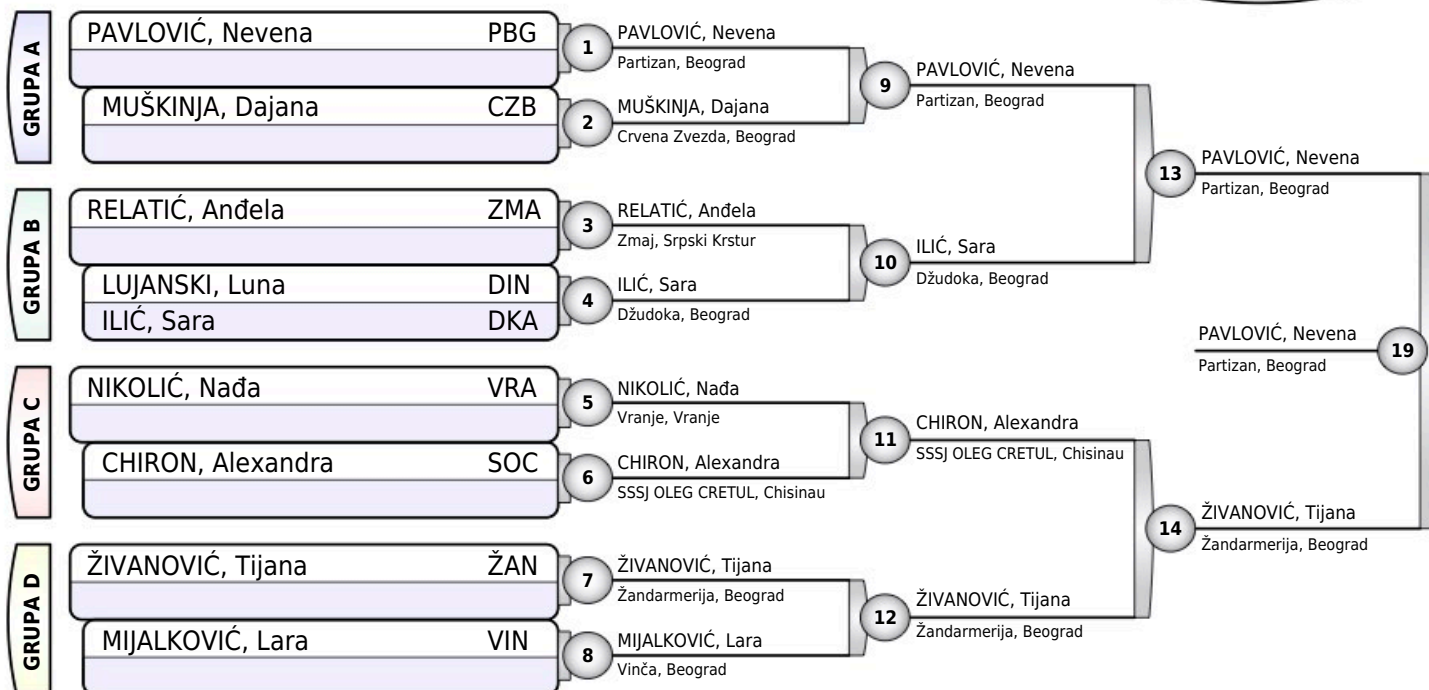 GRUPA A
PAVLOVIĆ, Nevena PBG
MUŠKINJA, Dajana CZB
1
PAVLOVIĆ, Nevena
Partizan, Beograd
2
MUŠKINJA, Dajana
Crvena Zvezda, Beograd
9
PAVLOVIĆ, Nevena
Partizan, Beograd
GRUPA B
RELATIĆ, Anđela ZMA
LUJANSKI, Luna DIN
ILIĆ, Sara DKA
3
RELATIĆ, Anđela
Zmaj, Srpski Krstur
4
ILIĆ, Sara
Džudoka, Beograd
10
ILIĆ, Sara
Džudoka, Beograd
13
PAVLOVIĆ, Nevena
Partizan, Beograd
GRUPA C
NIKOLIĆ, Nađa VRA
CHIRON, Alexandra SOC
5
NIKOLIĆ, Nađa
Vranje, Vranje
6
CHIRON, Alexandra
SSSJ OLEG CRETUL, Chisinau
11
CHIRON, Alexandra
SSSJ OLEG CRETUL, Chisinau
GRUPA D
ŽIVANOVIĆ, Tijana ŽAN
MIJALKOVIĆ, Lara VIN
7
ŽIVANOVIĆ, Tijana
Žandarmerija, Beograd
8
MIJALKOVIĆ, Lara
Vinča, Beograd
12
ŽIVANOVIĆ, Tijana
Žandarmerija, Beograd
14
ŽIVANOVIĆ, Tijana
Žandarmerija, Beograd
PAVLOVIĆ, Nevena
Partizan, Beograd
19